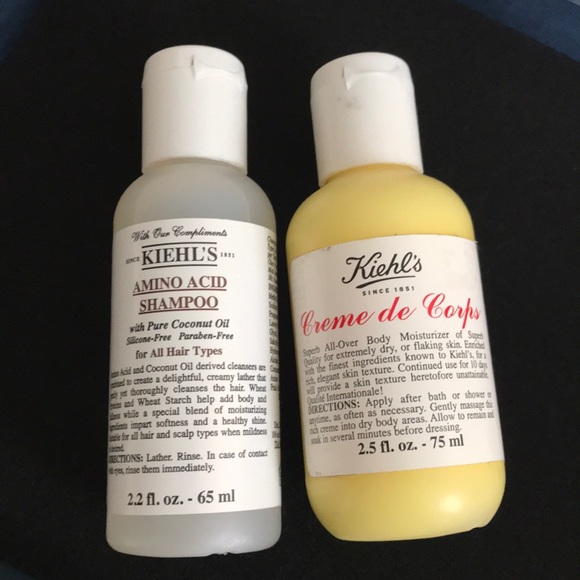 With Our Compliments
SINCE KIEHL'S 1851
AMINO ACID
SHAMPOO
with Pure Coconut Oil
Silicone-Free Paraben-Free
for All Hair Types
Acid and Coconut Oil derived cleansers are
to create a delightful, creamy lather that
yet thoroughly cleanses the hair. Wheat
and Wheat Starch help add body and
while a special blend of moisturizing
impart softness and a healthy shine.
for all hair and scalp types when mildness
desired.
DIRECTIONS: Lather. Rinse. In case of contact
eyes, rinse them immediately.
2.2 fl. oz. - 65 ml
Kiehl's
SINCE 1851
Creme de Corps
Superb All-Over Body Moisturizer of Superb
Quality for extremely dry, or flaking skin. Enriched
with the finest ingredients known to Kiehl's, for a
rich, elegant skin texture. Continued use for 10 days
will provide a skin texture heretofore unattainable.
Qualité Internationale!
DIRECTIONS: Apply after bath or shower or
anytime, as often as necessary. Gently massage this
rich creme into dry body areas. Allow to remain and
soak in several minutes before dressing.
2.5 fl. oz. - 75 ml